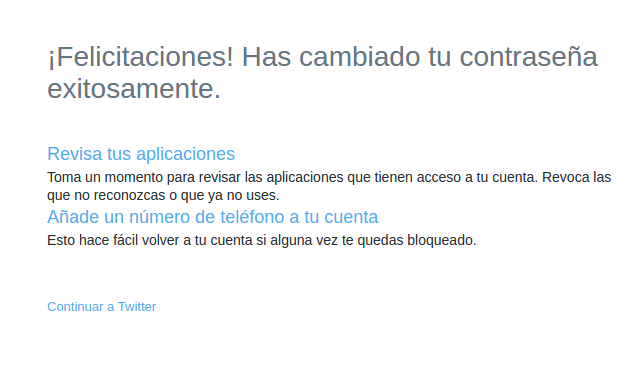 ¡Felicitaciones! Has cambiado tu contraseña
exitosamente.
Revisa tus aplicaciones
Toma un momento para revisar las aplicaciones que tienen acceso a tu cuenta. Revoca las
que no reconozcas o que ya no uses.
Añade un número de teléfono a tu cuenta
Esto hace fácil volver a tu cuenta si alguna vez te quedas bloqueado.
Continuar a Twitter